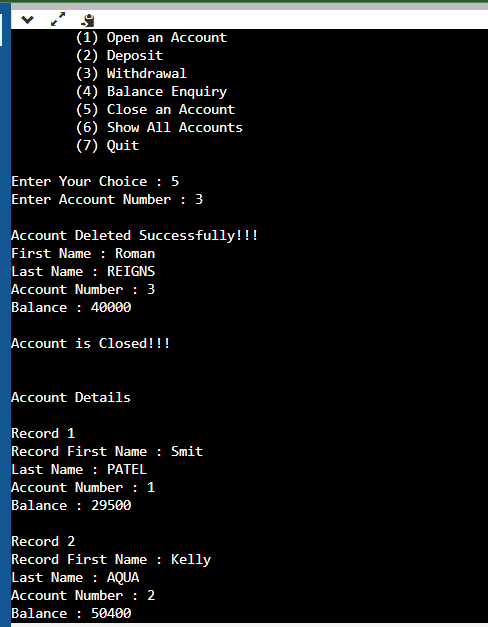 (1) Open an Account
(2) Deposit
(3) Withdrawal
(4) Balance Enquiry
(5) Close an Account
(6) Show All Accounts
(7) Quit
Enter Your Choice : 5
Enter Account Number : 3
Account Deleted Successfully!!!
First Name : Roman
Last Name : REIGNS
Account Number : 3
Balance : 40000
Account is Closed!!!
Account Details
Record 1
Record First Name : Smit
Last Name : PATEL
Account Number : 1
Balance : 29500
Record 2
Record First Name : Kelly
Last Name : AQUA
Account Number : 2
Balance : 50400